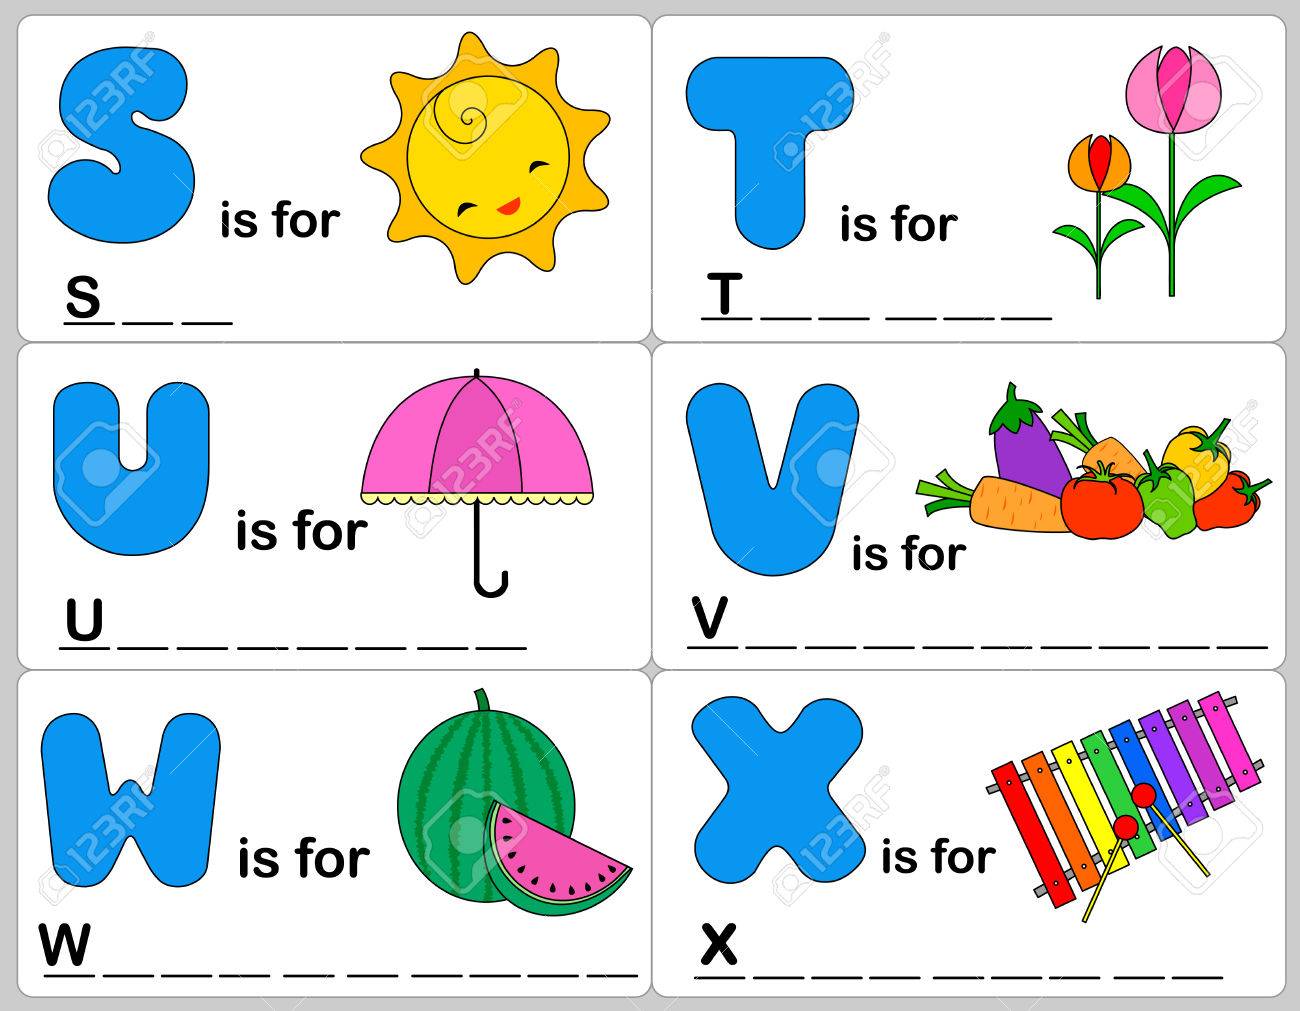 S is for
S _ _
T is for
T _ _ _ _ _
U is for
U _ _ _ _ _ _ _
V is for
V _ _ _ _ _ _ _ _ _
W is for
W _ _ _ _ _ _ _ _ _
X is for
X _ _ _ _ _ _ _ _
123RF